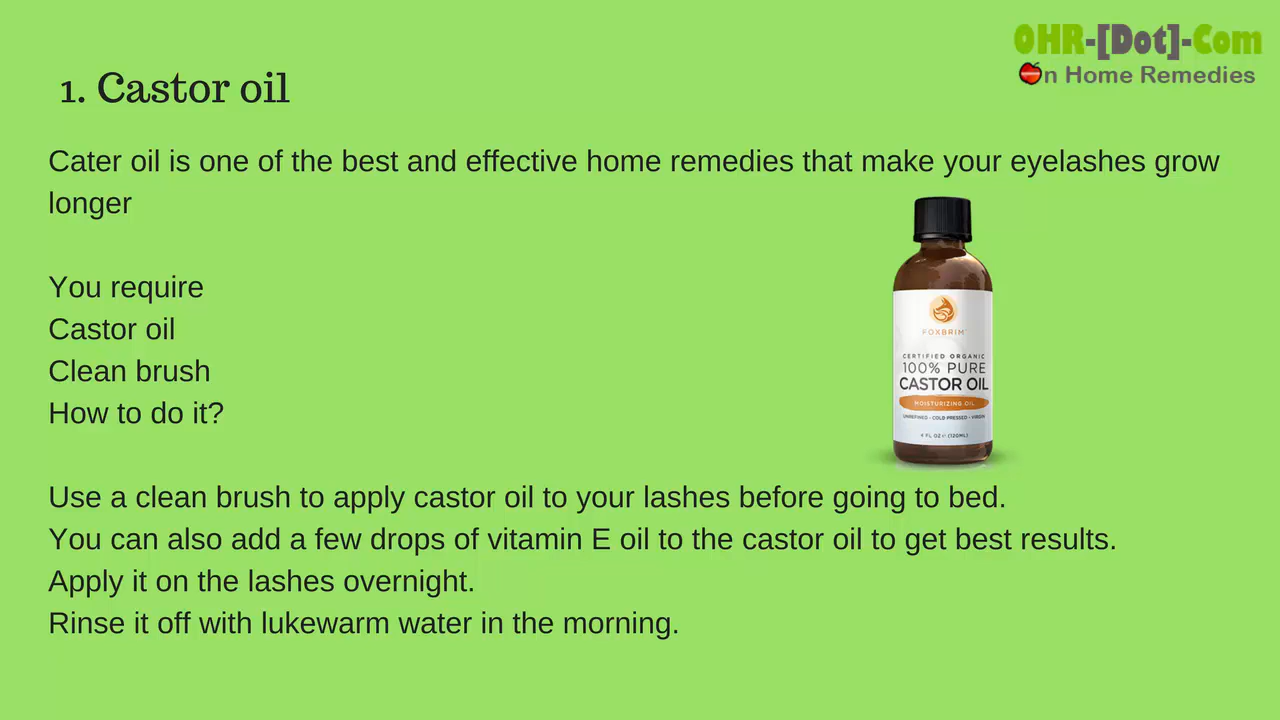 OHR-[Dot]-Com
On Home Remedies
1. Castor oil
Cater oil is one of the best and effective home remedies that make your eyelashes grow
longer
You require
Castor oil
Clean brush
How to do it?
FOXBRIM
CERTIFIED ORGANIC
100% PURE
CASTOR OIL
MOISTURIZING OIL
UNREFINED · COLD PRESSED · VIRGIN
4 FL OZ ℮ (120ML)
Use a clean brush to apply castor oil to your lashes before going to bed.
You can also add a few drops of vitamin E oil to the castor oil to get best results.
Apply it on the lashes overnight.
Rinse it off with lukewarm water in the morning.